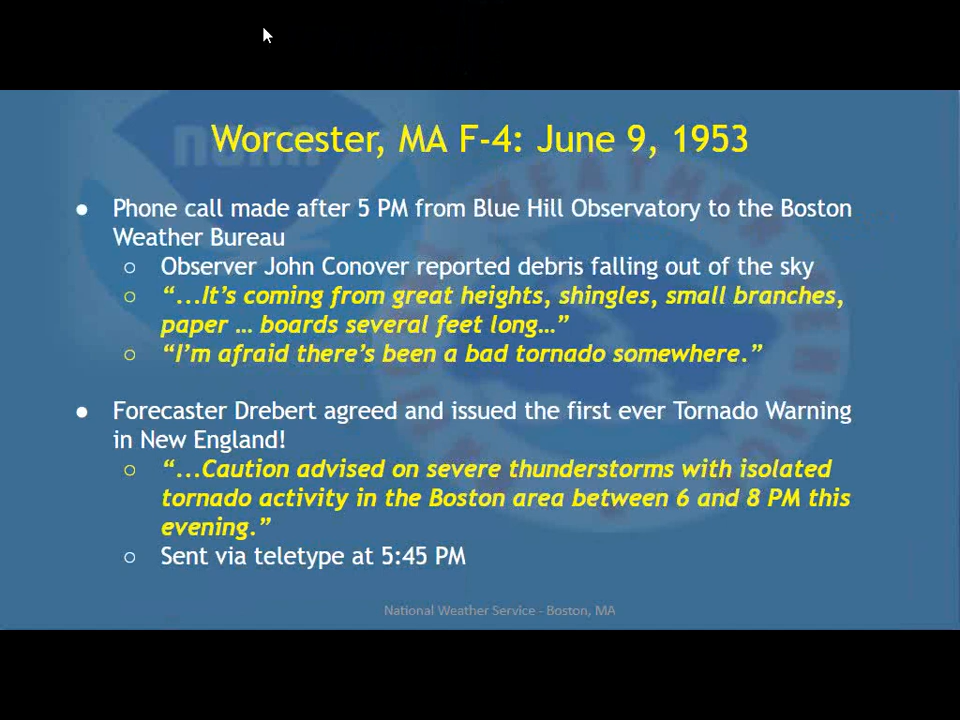 Worcester, MA F-4: June 9, 1953
● Phone call made after 5 PM from Blue Hill Observatory to the Boston
Weather Bureau
○ Observer John Conover reported debris falling out of the sky
○ “...It’s coming from great heights, shingles, small branches,
paper … boards several feet long…”
○ “I’m afraid there’s been a bad tornado somewhere.”
● Forecaster Drebert agreed and issued the first ever Tornado Warning
in New England!
○ “...Caution advised on severe thunderstorms with isolated
tornado activity in the Boston area between 6 and 8 PM this
evening.”
○ Sent via teletype at 5:45 PM
National Weather Service - Boston, MA